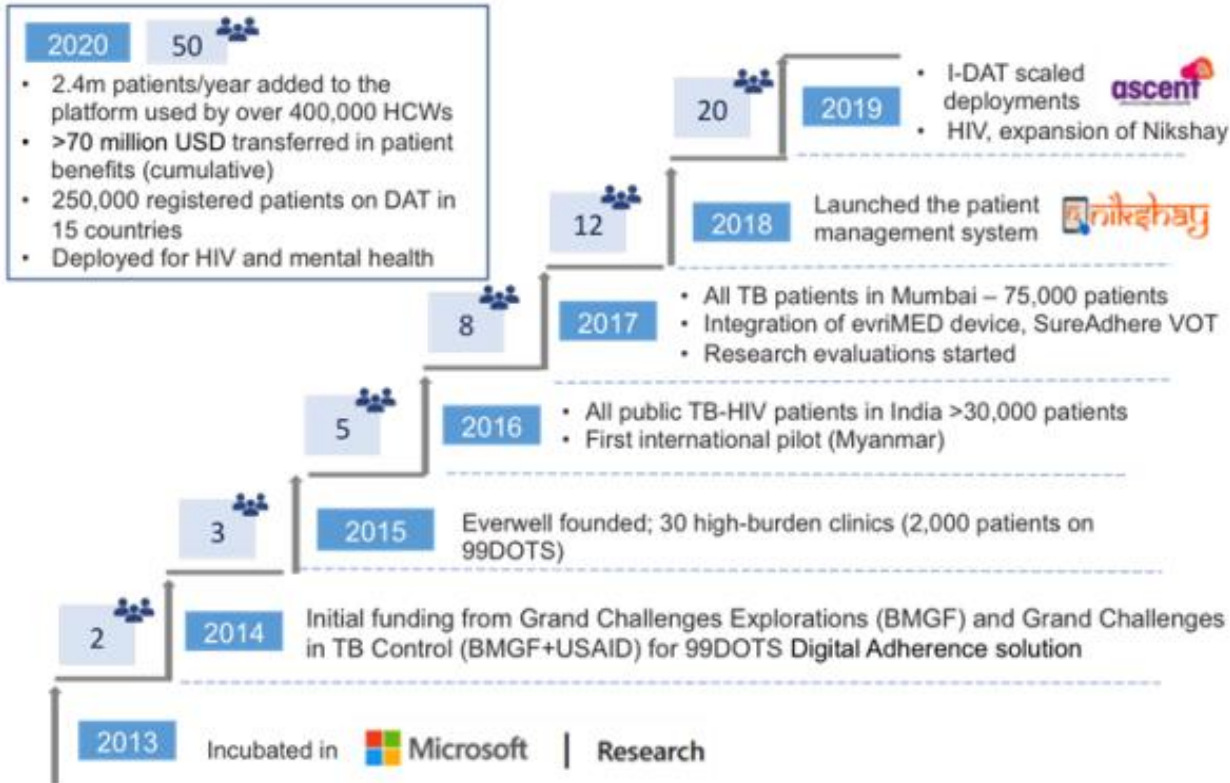 2020 50
• 2.4m patients/year added to the
platform used by over 400,000 HCWs
• >70 million USD transferred in patient
benefits (cumulative)
• 250,000 registered patients on DAT in
15 countries
• Deployed for HIV and mental health
20
2019
• I-DAT scaled
deployments
• HIV, expansion of Nikshay
ascent
12
2018
Launched the patient
management system
nikshay
8
2017
• All TB patients in Mumbai – 75,000 patients
• Integration of evriMED device, SureAdhere VOT
• Research evaluations started
5
2016
• All public TB-HIV patients in India >30,000 patients
• First international pilot (Myanmar)
3
2015
Everwell founded; 30 high-burden clinics (2,000 patients on
99DOTS)
2
2014
Initial funding from Grand Challenges Explorations (BMGF) and Grand Challenges
in TB Control (BMGF+USAID) for 99DOTS Digital Adherence solution
2013
Incubated in Microsoft | Research